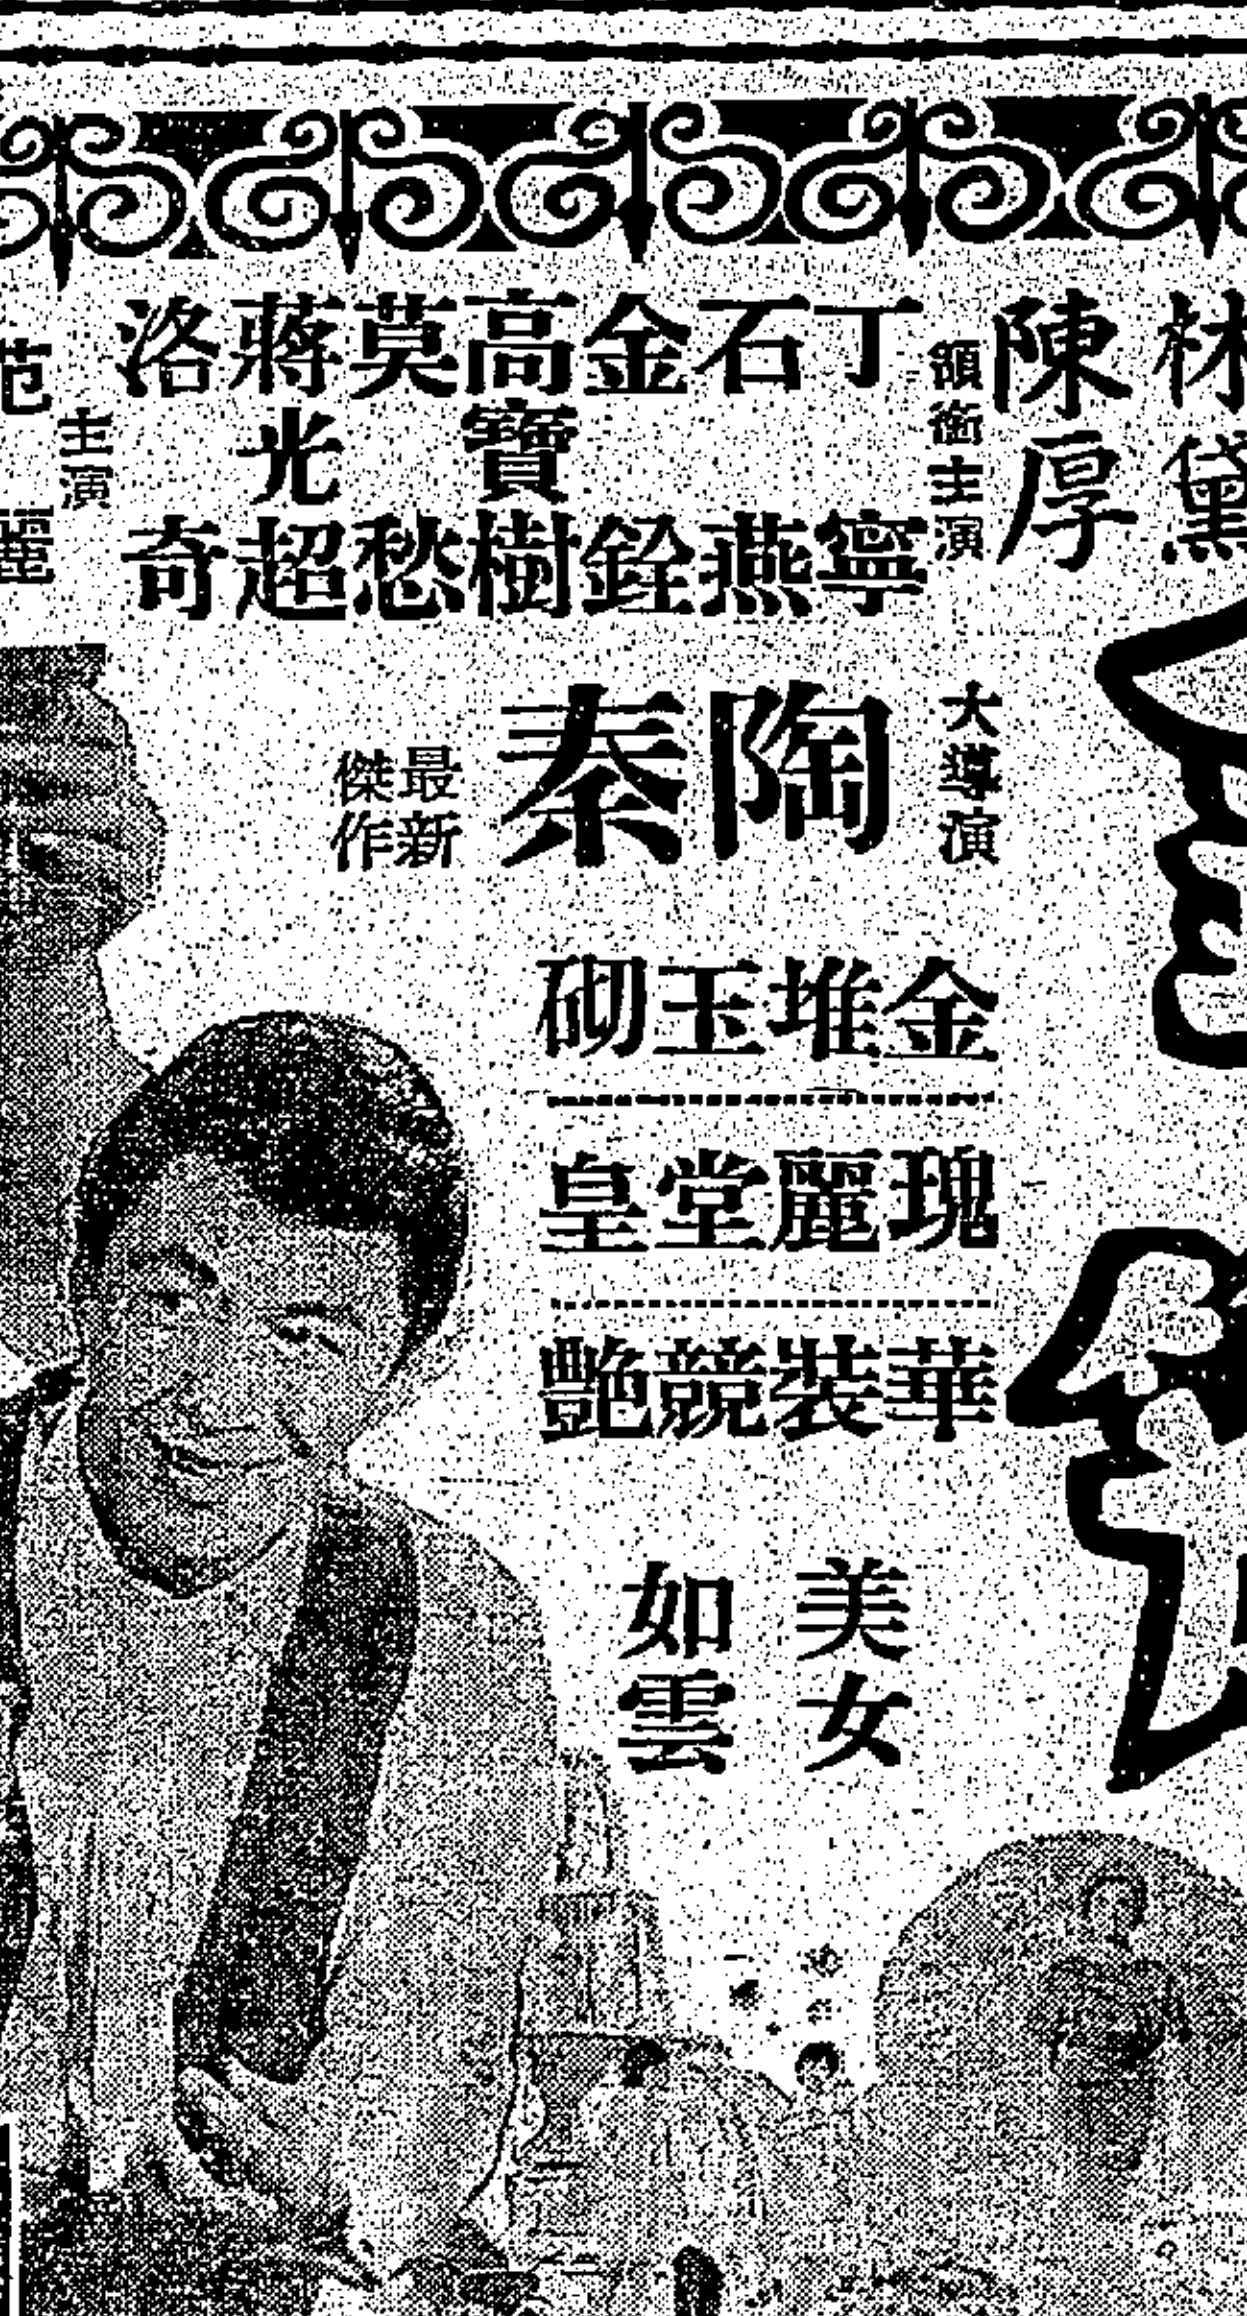 林黛
陳厚
領銜主演
丁寧
石燕
金銓
高寶樹
莫愁
蔣光超
洛奇
主演
范麗
大導演
陶秦
最新
傑作
金堆玉砌
瑰麗堂皇
華裝競艷
美女
如雲